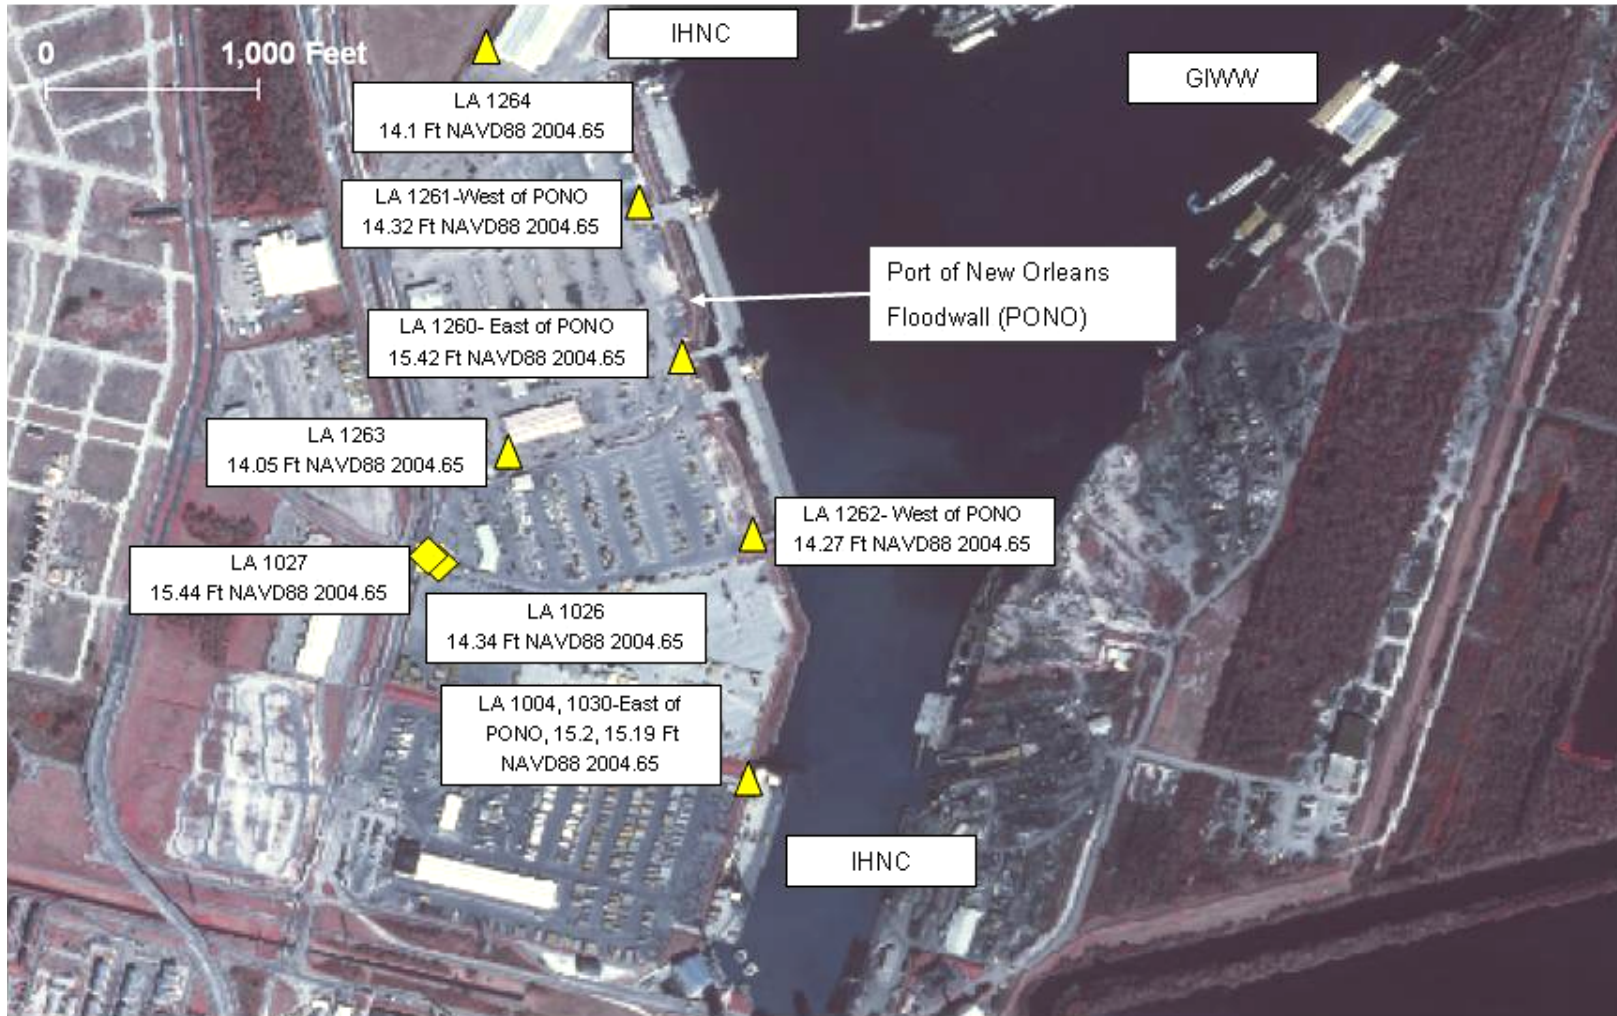 IHNC
0 1,000 Feet
GIWW
LA 1264
14.1 Ft NAVD88 2004.65
LA 1261-West of PONO
14.32 Ft NAVD88 2004.65
Port of New Orleans
Floodwall (PONO)
LA 1260- East of PONO
15.42 Ft NAVD88 2004.65
LA 1263
14.05 Ft NAVD88 2004.65
LA 1262- West of PONO
14.27 Ft NAVD88 2004.65
LA 1027
15.44 Ft NAVD88 2004.65
LA 1026
14.34 Ft NAVD88 2004.65
LA 1004, 1030-East of
PONO, 15.2, 15.19 Ft
NAVD88 2004.65
IHNC